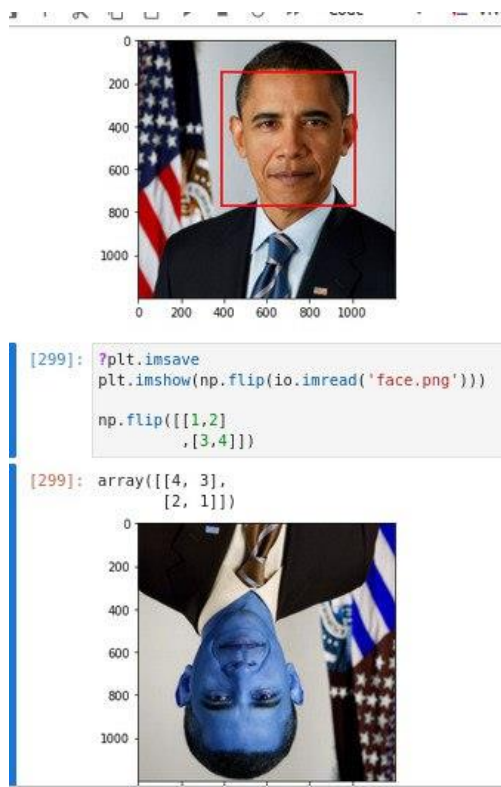 0
200
400
600
800
1000
0 200 400 600 800 1000
[299]: ?plt.imsave
plt.imshow(np.flip(io.imread('face.png')))
np.flip([[1,2]
,[3,4]])
[299]: array([[4, 3],
[2, 1]])
0
200
400
600
800
1000